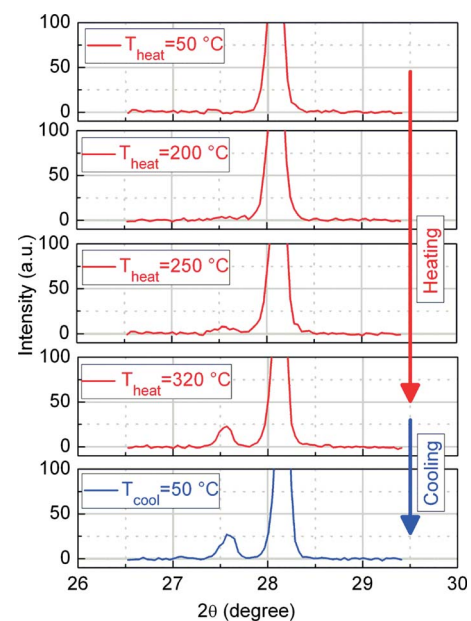 100
50
0
T_heat=50 °C
100
50
0
T_heat=200 °C
100
50
0
T_heat=250 °C
100
50
0
T_heat=320 °C
100
50
0
T_cool=50 °C
Intensity (a.u.)
Heating
Cooling
26 27 28 29 30
2θ (degree)